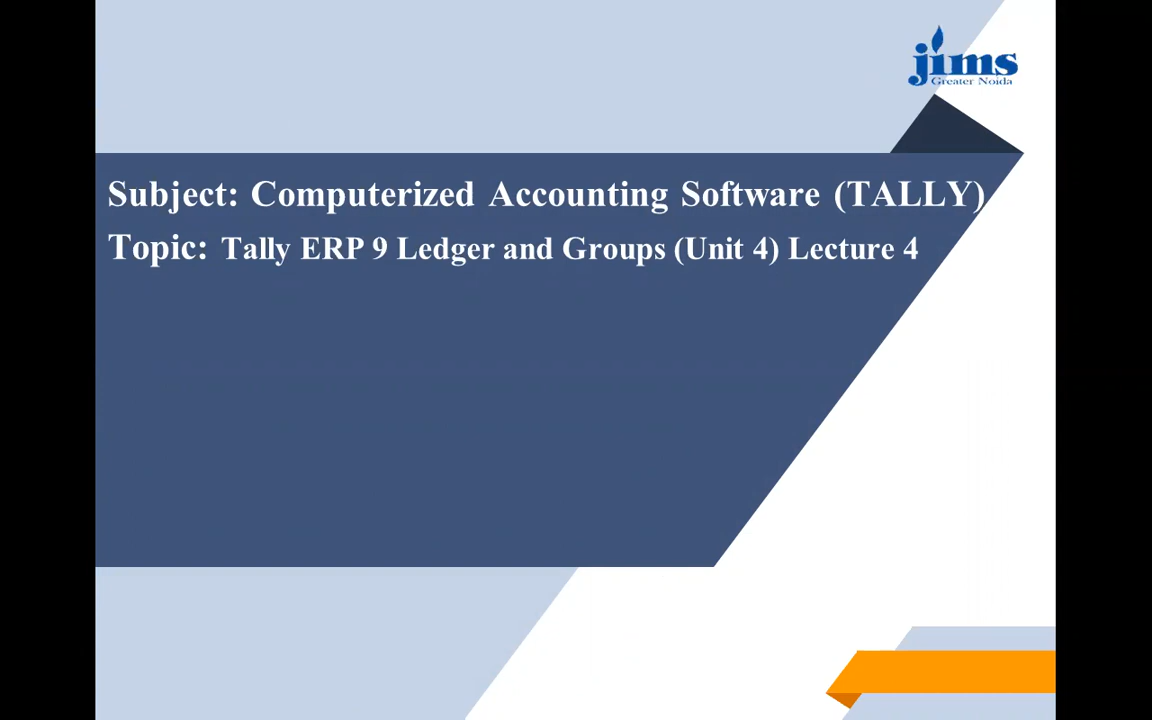 jims
Greater Noida
Subject: Computerized Accounting Software (TALLY)
Topic: Tally ERP 9 Ledger and Groups (Unit 4) Lecture 4